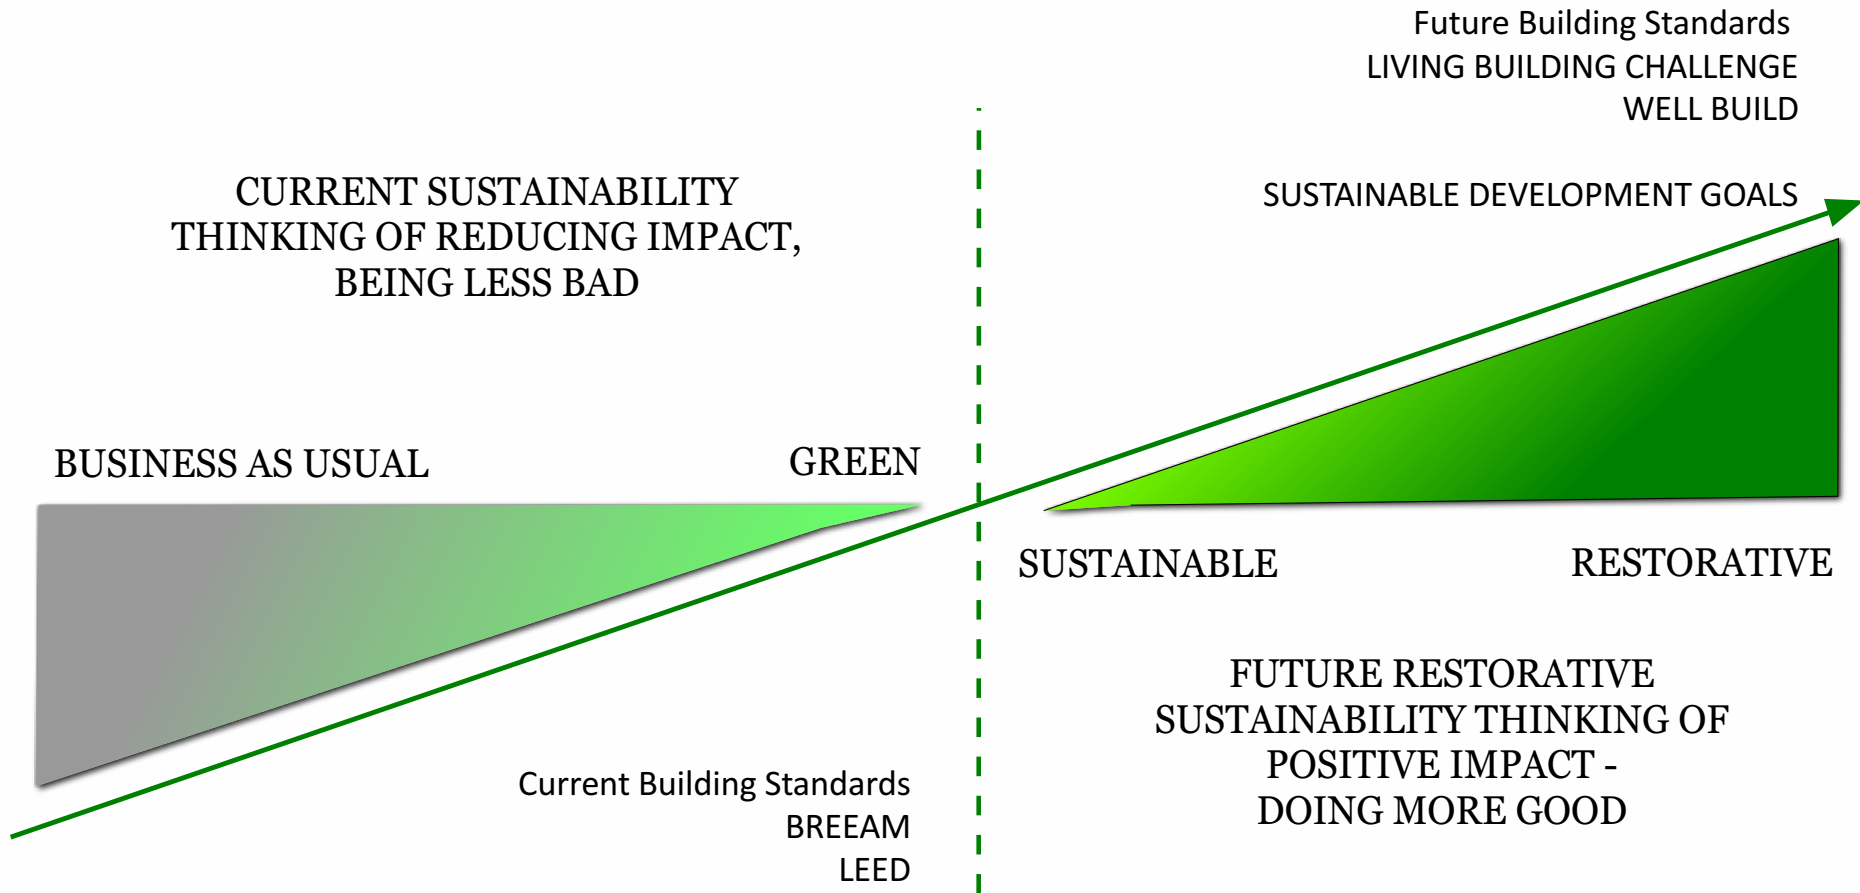 Future Building Standards
LIVING BUILDING CHALLENGE
WELL BUILD
CURRENT SUSTAINABILITY
THINKING OF REDUCING IMPACT,
BEING LESS BAD
SUSTAINABLE DEVELOPMENT GOALS
BUSINESS AS USUAL
GREEN
SUSTAINABLE
RESTORATIVE
FUTURE RESTORATIVE
SUSTAINABILITY THINKING OF
POSITIVE IMPACT -
DOING MORE GOOD
Current Building Standards
BREEAM
LEED